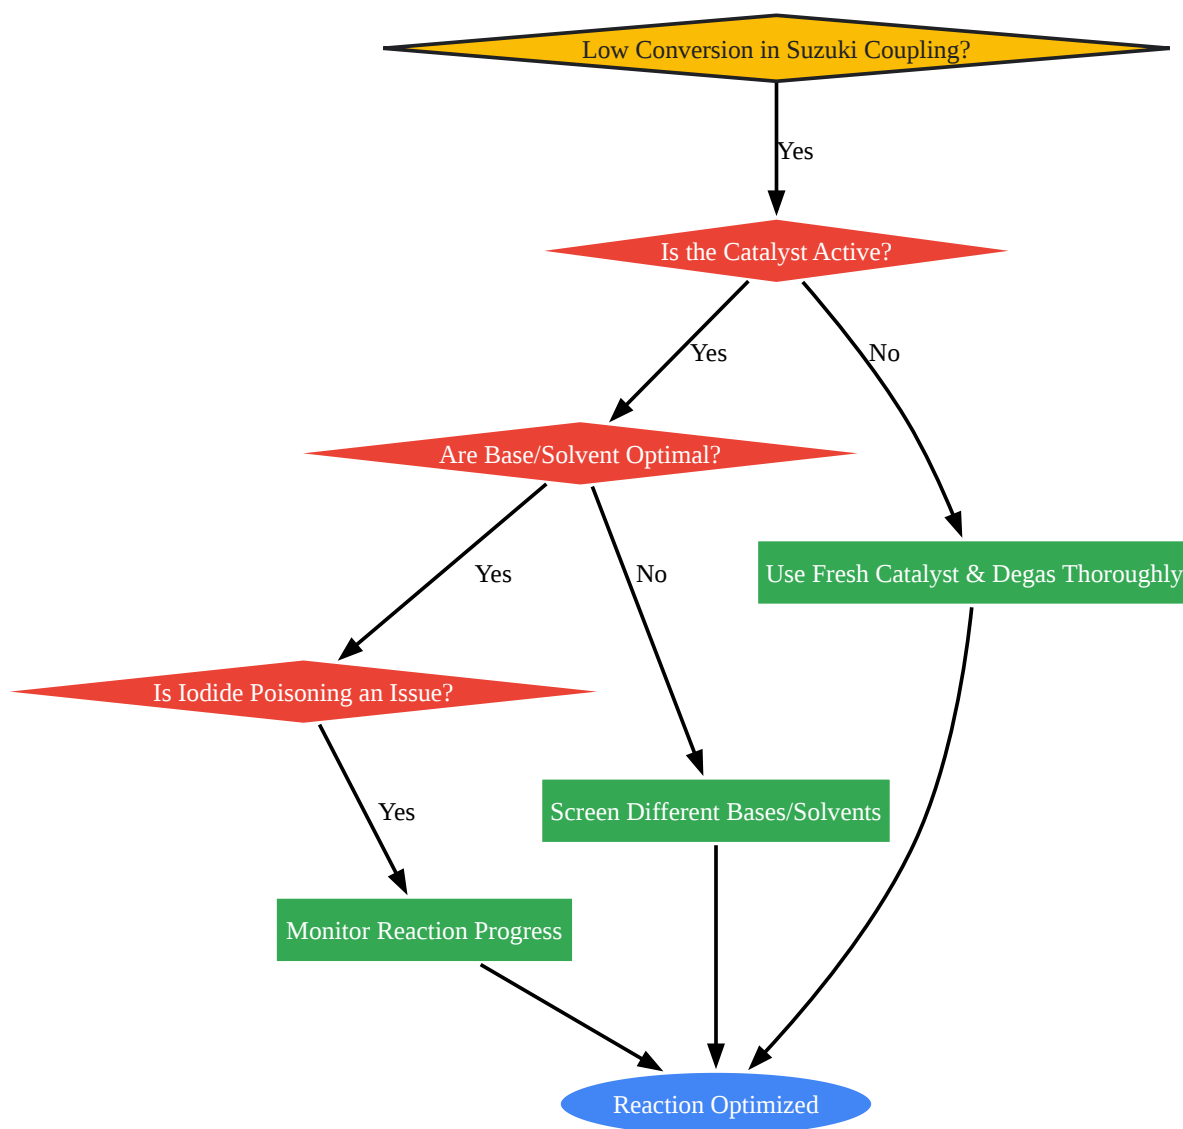 Low Conversion in Suzuki Coupling?
Yes
Is the Catalyst Active?
Yes
No
Are Base/Solvent Optimal?
Yes
No
Use Fresh Catalyst & Degas Thoroughly
Is Iodide Poisoning an Issue?
Yes
Screen Different Bases/Solvents
Monitor Reaction Progress
Reaction Optimized